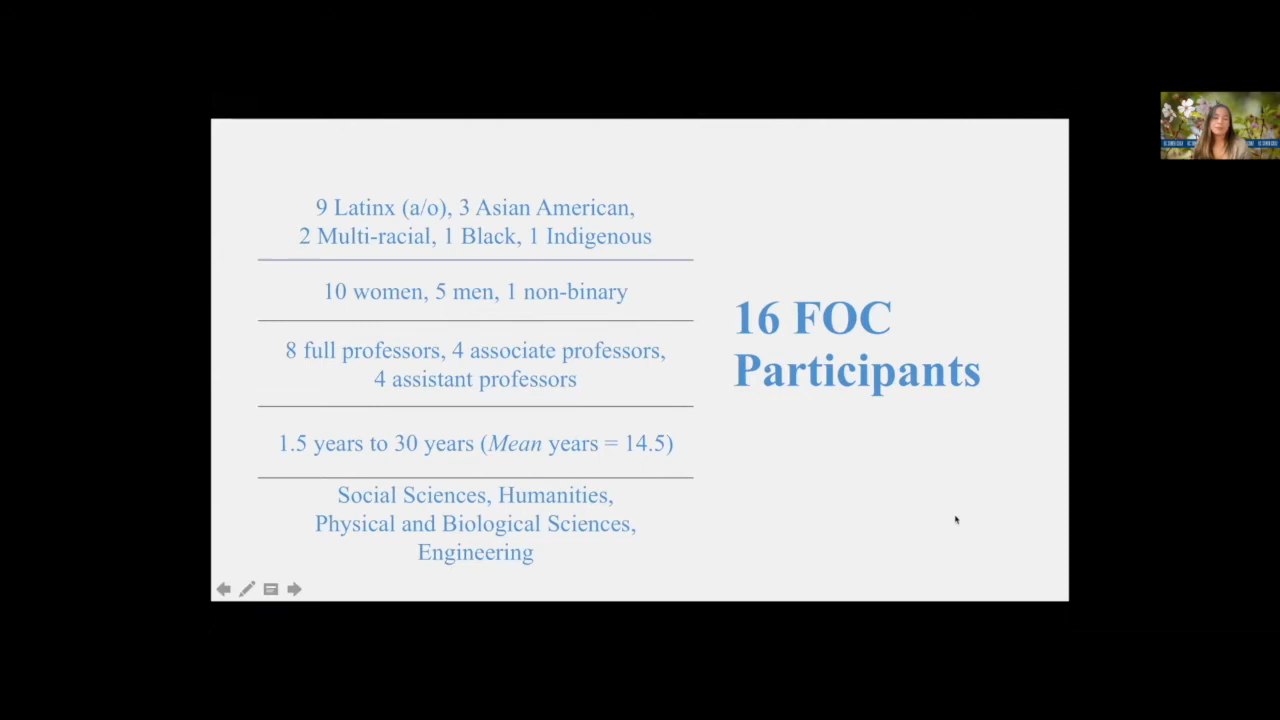 9 Latinx (a/o), 3 Asian American,
2 Multi-racial, 1 Black, 1 Indigenous
10 women, 5 men, 1 non-binary
8 full professors, 4 associate professors,
4 assistant professors
1.5 years to 30 years (Mean years = 14.5)
Social Sciences, Humanities,
Physical and Biological Sciences,
Engineering
16 FOC
Participants